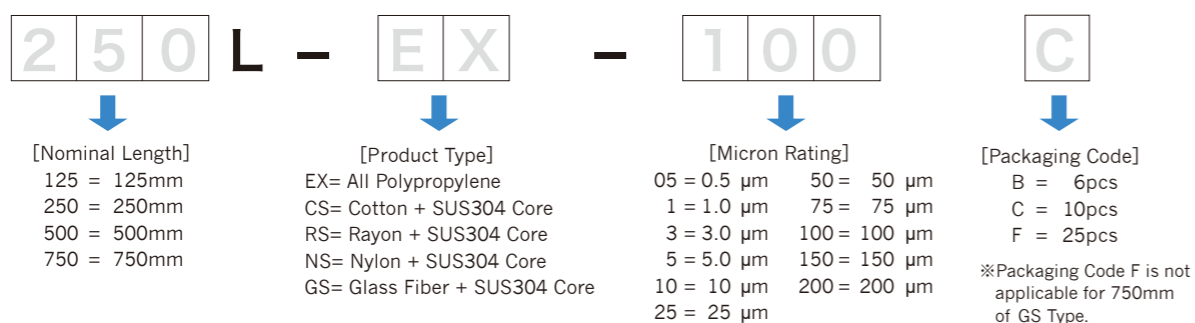 250L - EX - 100 C
[Nominal Length]
125 = 125mm
250 = 250mm
500 = 500mm
750 = 750mm
[Product Type]
EX= All Polypropylene
CS= Cotton + SUS304 Core
RS= Rayon + SUS304 Core
NS= Nylon + SUS304 Core
GS= Glass Fiber + SUS304 Core
[Micron Rating]
05 = 0.5 μm 50 = 50 μm
1 = 1.0 μm 75 = 75 μm
3 = 3.0 μm 100 = 100 μm
5 = 5.0 μm 150 = 150 μm
10 = 10 μm 200 = 200 μm
25 = 25 μm
[Packaging Code]
B = 6pcs
C = 10pcs
F = 25pcs
※Packaging Code F is not
applicable for 750mm
of GS Type.